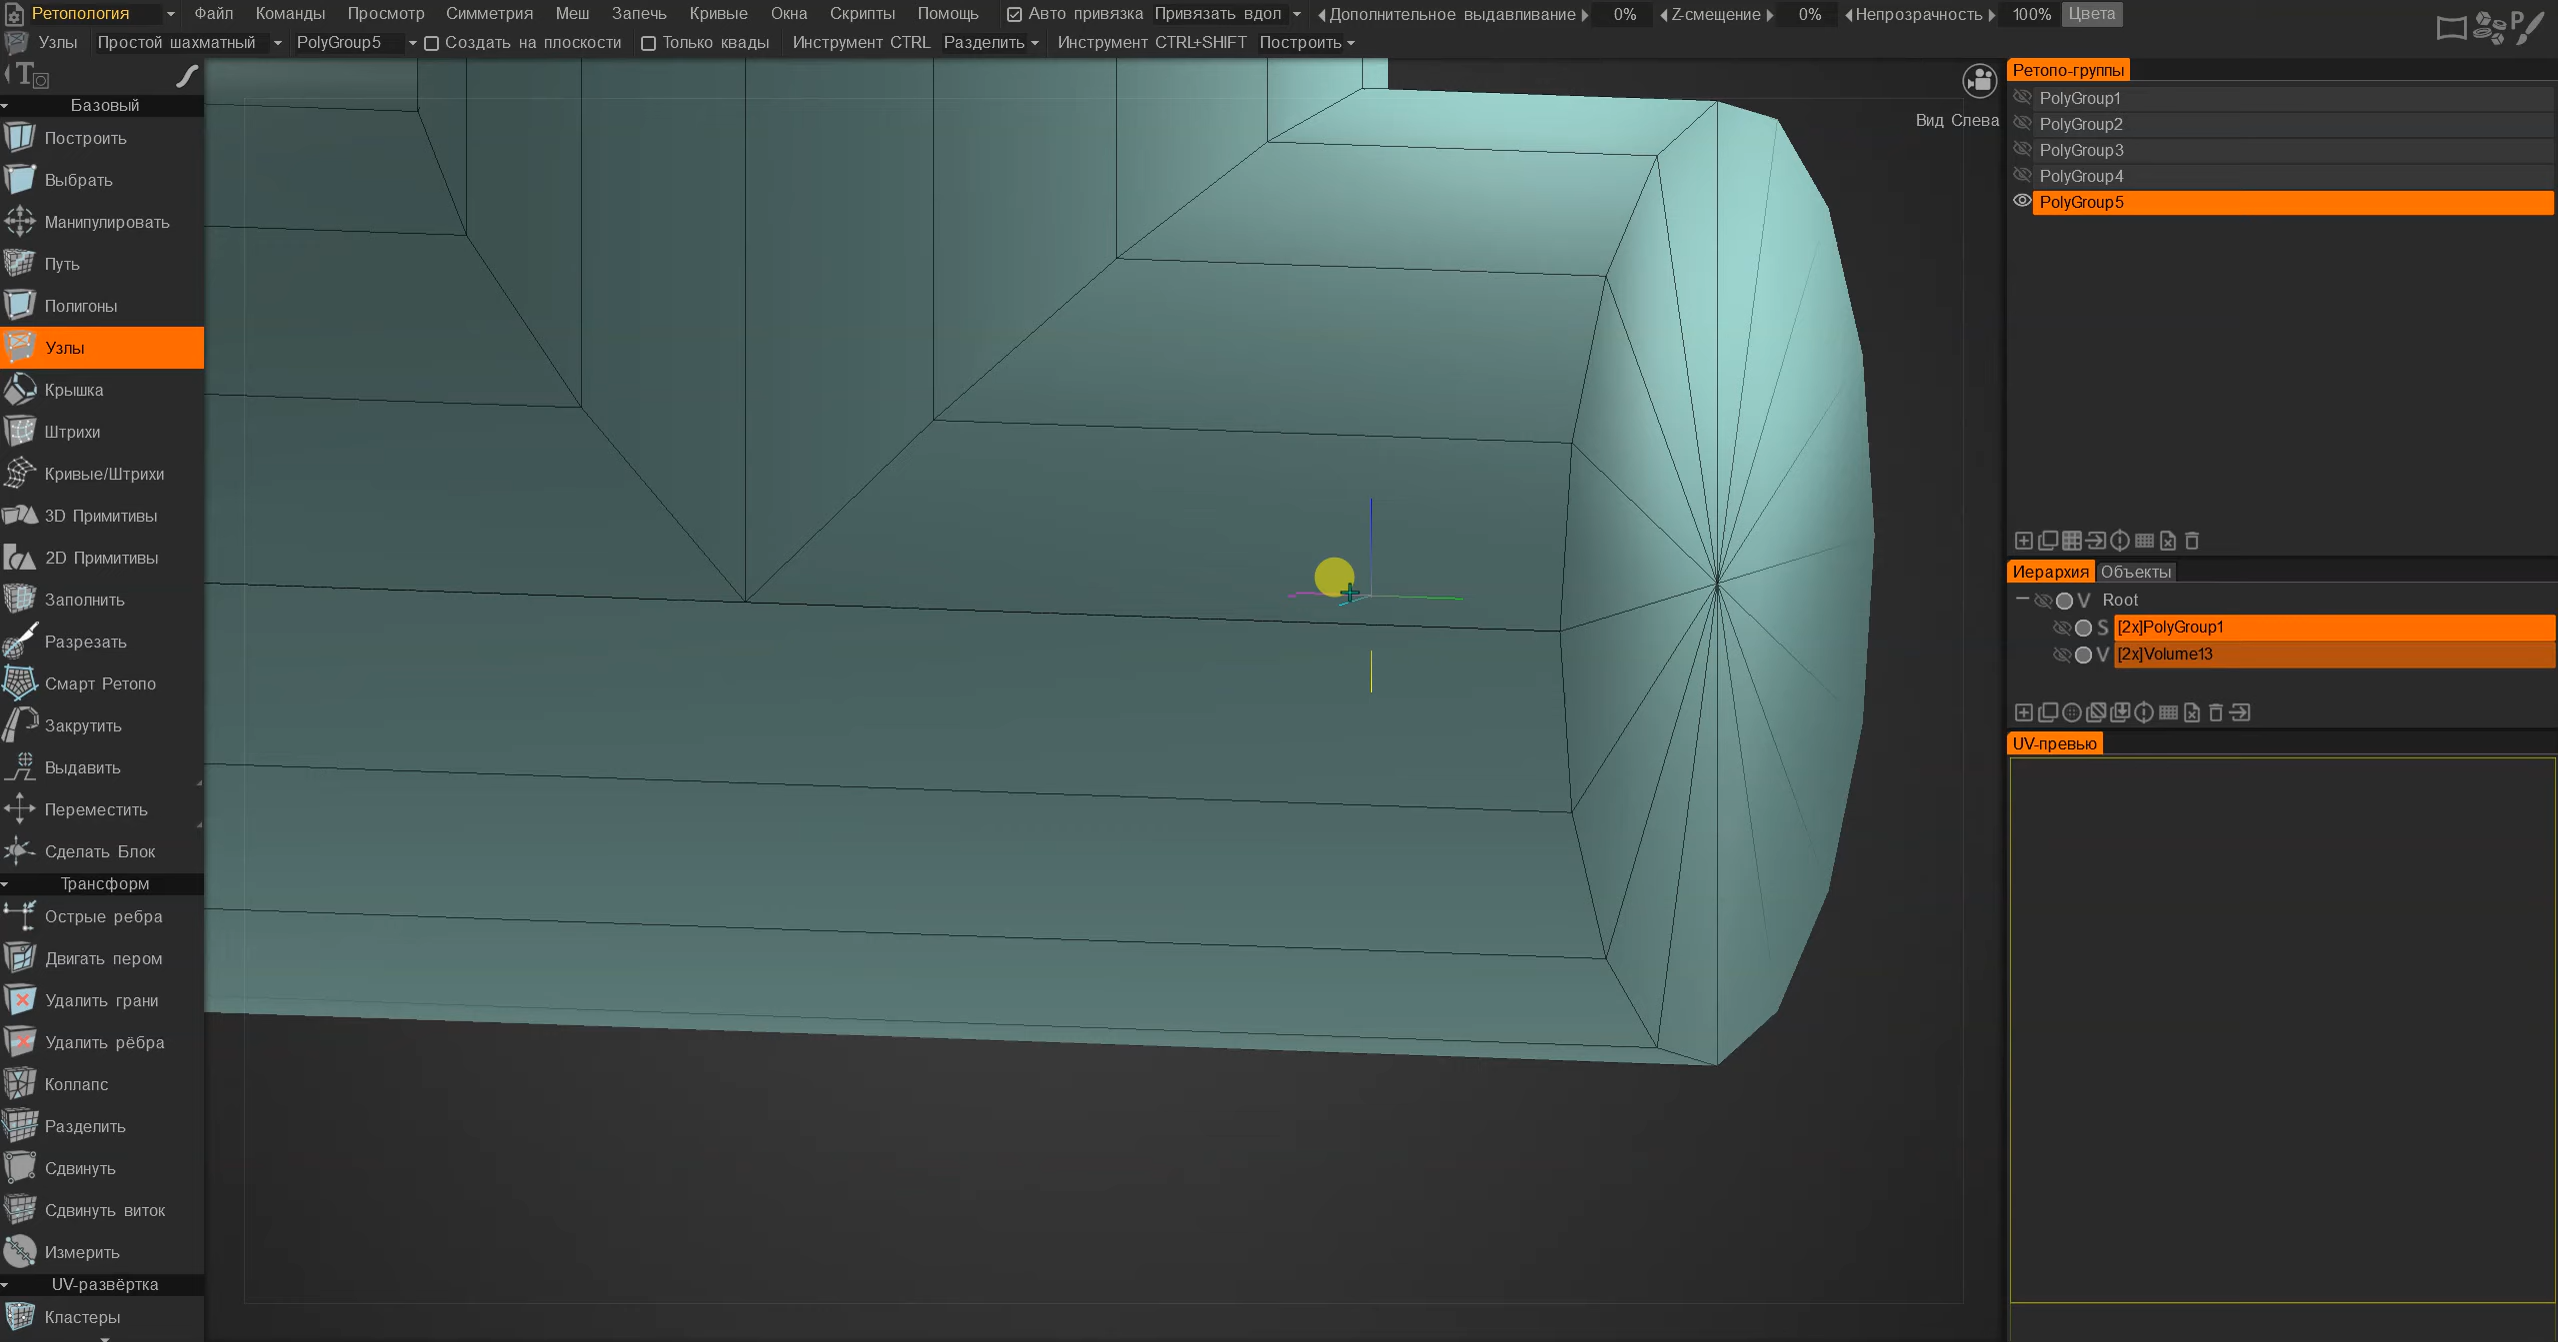 Ретопология Файл Команды Просмотр Симметрия Меш Запечь Кривые Окна Скрипты Помощь Авто привязка Привязать вдол Дополнительное выдавливание 0% Z-смещение 0% Непрозрачность 100% Цвета
Узлы Простой шахматный PolyGroup5 Создать на плоскости Только квады Инструмент CTRL Разделить Инструмент CTRL+SHIFT Построить
Базовый
Построить
Выбрать
Манипулировать
Путь
Полигоны
Узлы
Крышка
Штрихи
Кривые/Штрихи
3D Примитивы
2D Примитивы
Заполнить
Разрезать
Смарт Ретопо
Закрутить
Выдавить
Переместить
Сделать Блок
Трансформ
Острые ребра
Двигать пером
Удалить грани
Удалить рёбра
Коллапс
Разделить
Сдвинуть
Сдвинуть виток
Измерить
UV-развёртка
Кластеры
Вид Слева
Ретопо-группы
PolyGroup1
PolyGroup2
PolyGroup3
PolyGroup4
PolyGroup5
Иерархия Объекты
V Root
S [2x]PolyGroup1
V [2x]Volume13
UV-превью